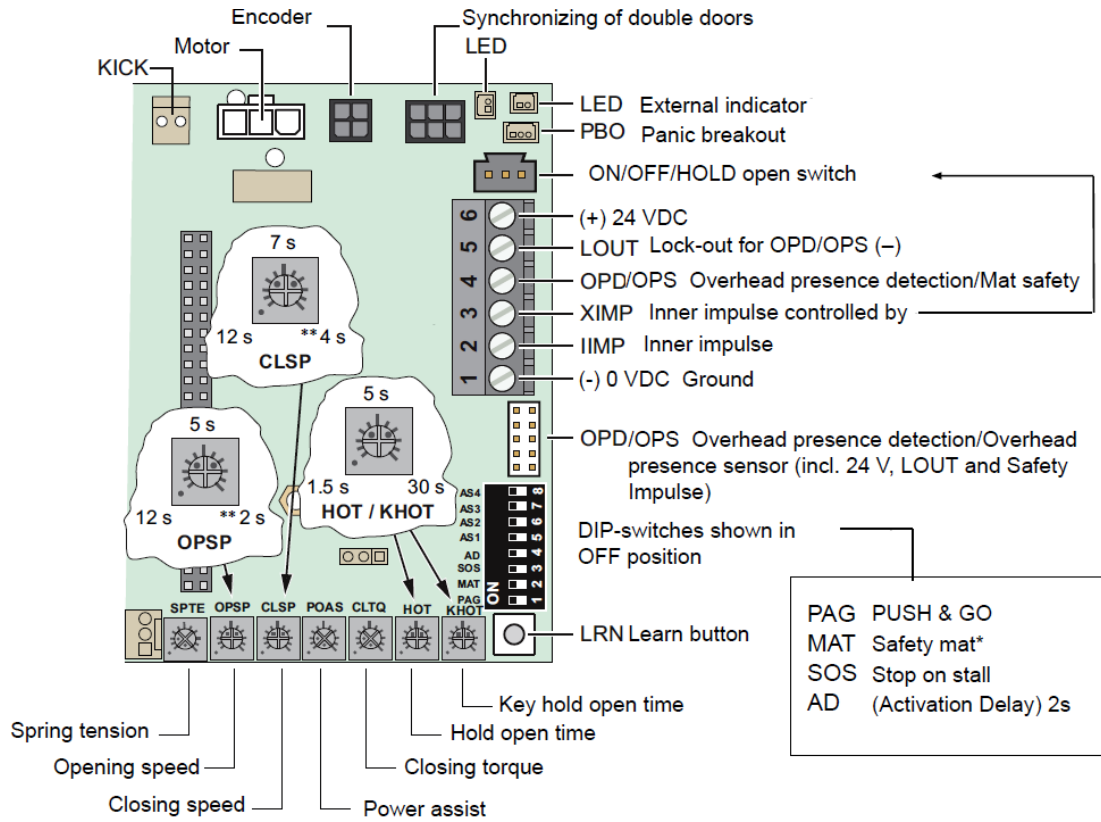 Encoder
Synchronizing of double doors
Motor
LED
KICK
LED External indicator
PBO Panic breakout
ON/OFF/HOLD open switch
6 (+) 24 VDC
5 LOUT Lock-out for OPD/OPS (–)
4 OPD/OPS Overhead presence detection/Mat safety
3 XIMP Inner impulse controlled by
2 IIMP Inner impulse
1 (-) 0 VDC Ground
7 s
12 s **4 s
CLSP
5 s
12 s **2 s
OPSP
5 s
1.5 s 30 s
HOT / KHOT
OPD/OPS Overhead presence detection/Overhead
presence sensor (incl. 24 V, LOUT and Safety
Impulse)
AS4 8
AS3 7
AS2 6
AS1 5
AD 4
SOS 3
MAT 2
PAG 1
ON
DIP-switches shown in
OFF position
PAG PUSH & GO
MAT Safety mat*
SOS Stop on stall
AD (Activation Delay) 2s
SPTE OPSP CLSP POAS CLTQ HOT KHOT
LRN Learn button
Key hold open time
Hold open time
Closing torque
Power assist
Spring tension
Opening speed
Closing speed